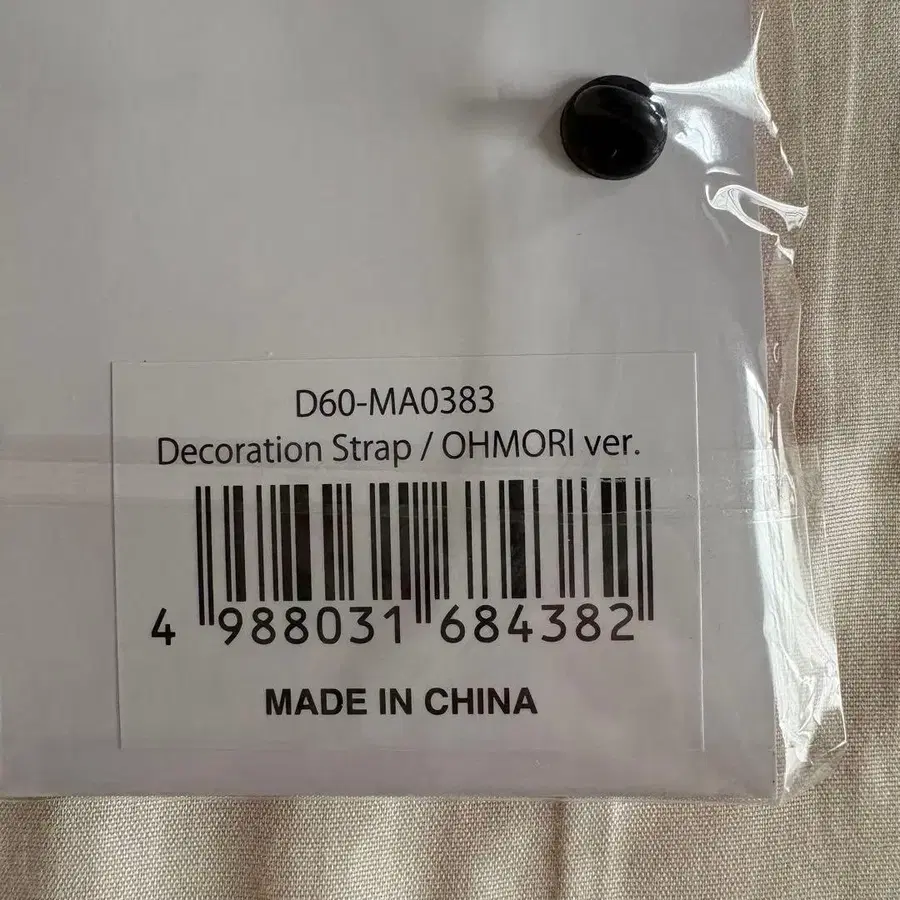 D60-MA0383
Decoration Strap / OHMORI ver.
4 988031 684382
MADE IN CHINA